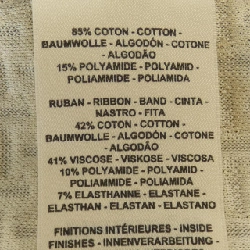 85% COTON - COTTON -
BAUMWOLLE - ALGODÓN - COTONE
- ALGODÃO
15% POLYAMIDE - POLYAMID -
POLIAMMIDE - POLIAMIDA
RUBAN - RIBBON - BAND - CINTA -
NASTRO - FITA
42% COTON - COTTON -
BAUMWOLLE - ALGODÓN - COTONE
- ALGODÃO
41% VISCOSE - VISKOSE - VISCOSA
10% POLYAMIDE - POLYAMID -
POLIAMMIDE - POLIAMIDA
7% ELASTHANNE - ELASTANE -
ELASTHAN - ELASTAN - ELASTANO
FINITIONS INTÉRIEURES - INSIDE
FINISHES - INNENVERARBEITUNG -